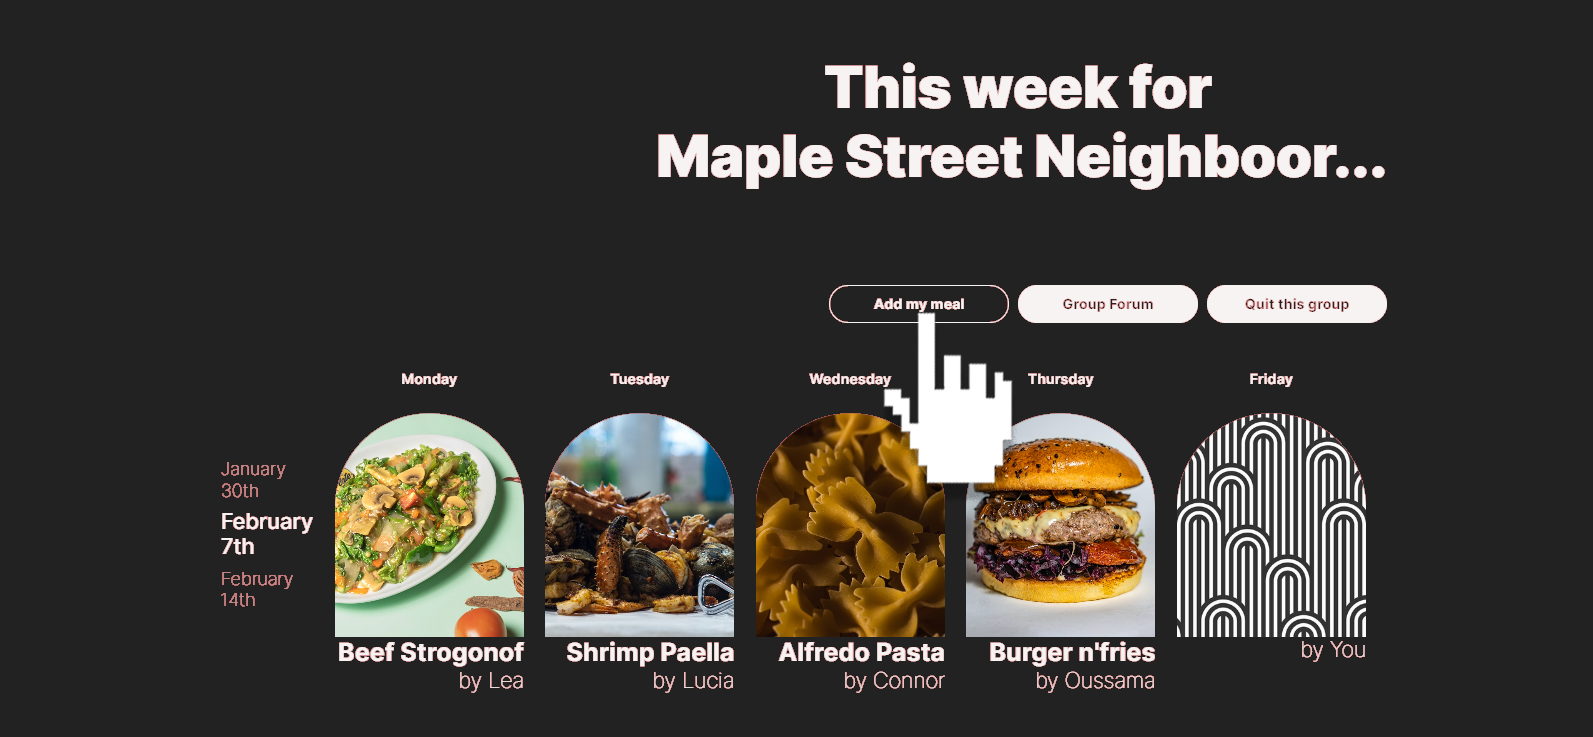 This week for
Maple Street Neighboor...
Add my meal
Group Forum
Quit this group
Monday
Tuesday
Wednesday
Thursday
Friday
January
30th
February
7th
February
14th
Beef Strogonof
by Lea
Shrimp Paella
by Lucia
Alfredo Pasta
by Connor
Burger n'fries
by Oussama
by You